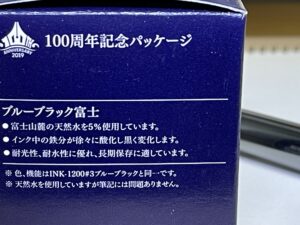 ANNIVERSARY
2019
100周年記念パッケージ
ブルーブラック富士
●富士山麓の天然水を5%使用しています。
●インク中の鉄分が徐々に酸化し黒く変化します。
●耐光性、耐水性に優れ、長期保存に適しています。
※ 色、機能はINK-1200#3ブルーブラックと同一です。
※ 天然水を使用していますが筆記には問題ありません。